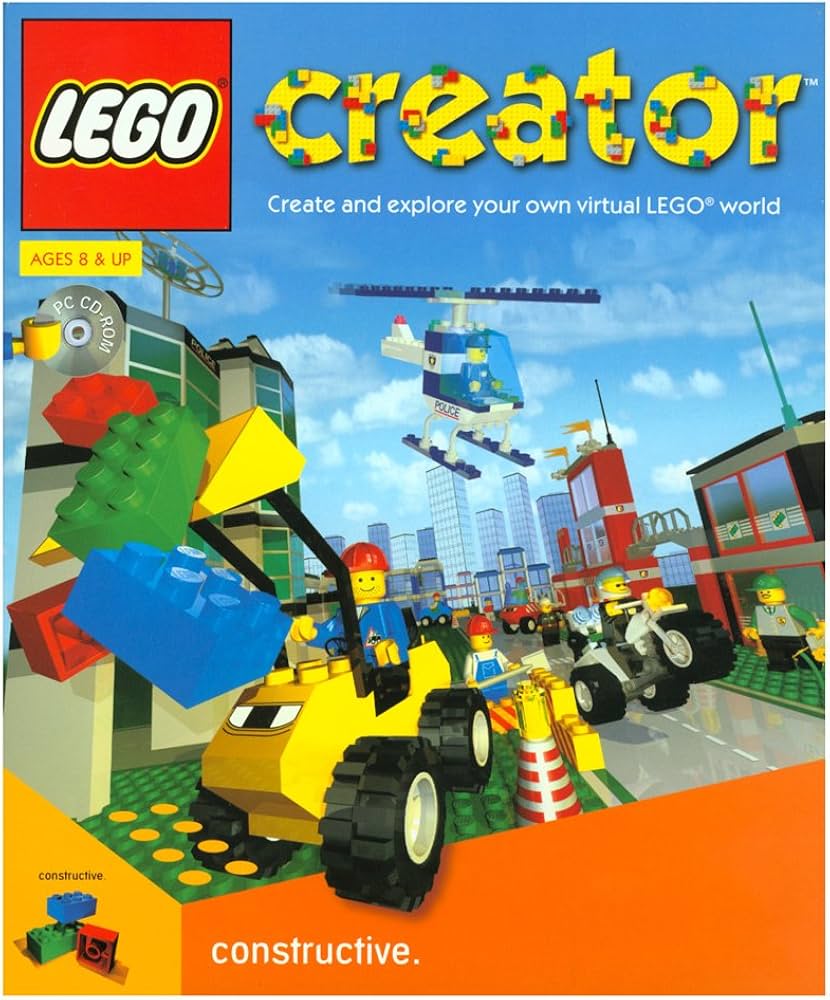 LEGO®
creator™
Create and explore your own virtual LEGO® world
AGES 8 & UP
PC CD-ROM
POLICE
POLICE
constructive.
constructive.